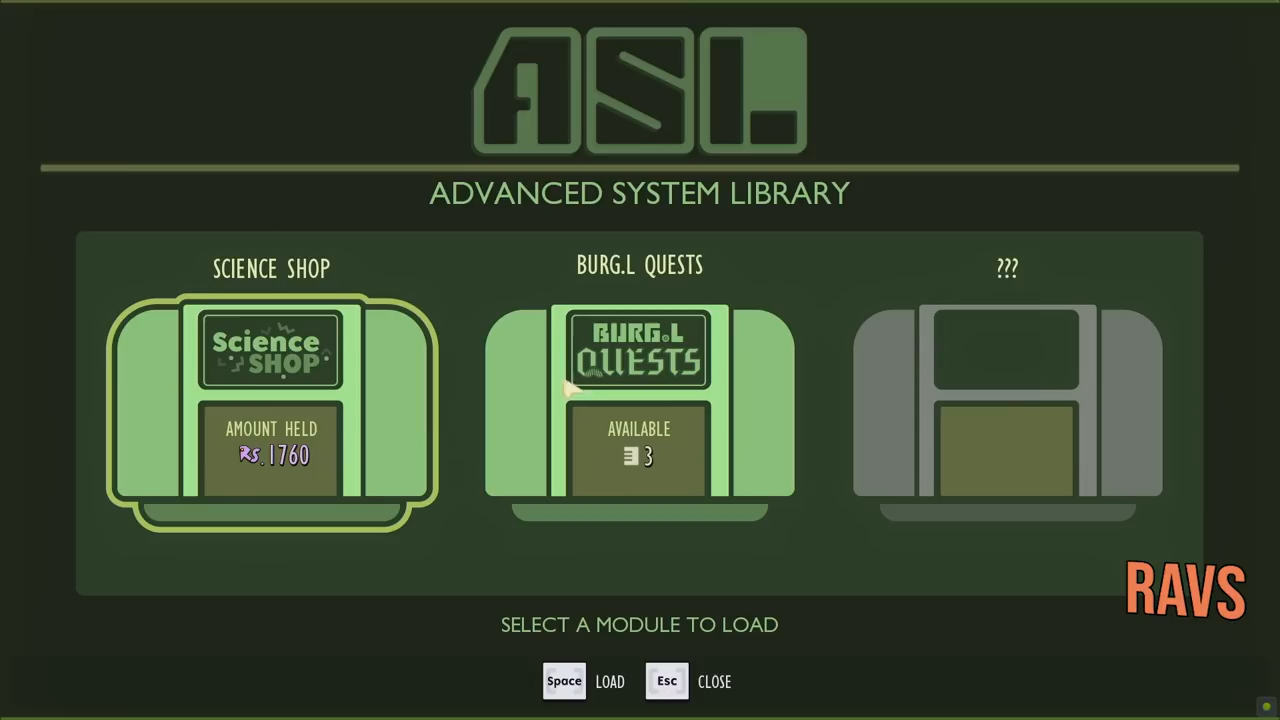 ASL
ADVANCED SYSTEM LIBRARY
SCIENCE SHOP
BURG.L QUESTS
???
Science
SHOP
BURG.L
QUESTS
AMOUNT HELD
Rs.1760
AVAILABLE
3
RAVS
SELECT A MODULE TO LOAD
Space LOAD Esc CLOSE